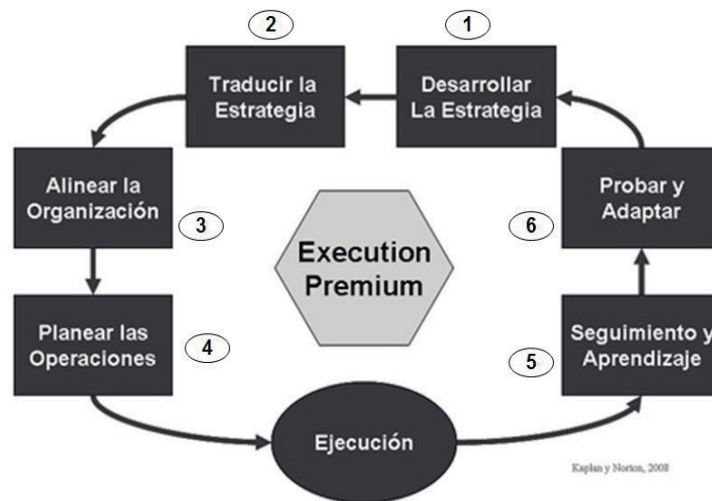 2
1
Traducir la
Estrategia
Desarrollar
La Estrategia
Alinear la
Organización
3
Execution
Premium
Probar y
Adaptar
6
Planear las
Operaciones
4
Seguimiento y
Aprendizaje
5
Ejecución
Kaplan y Norton, 2008